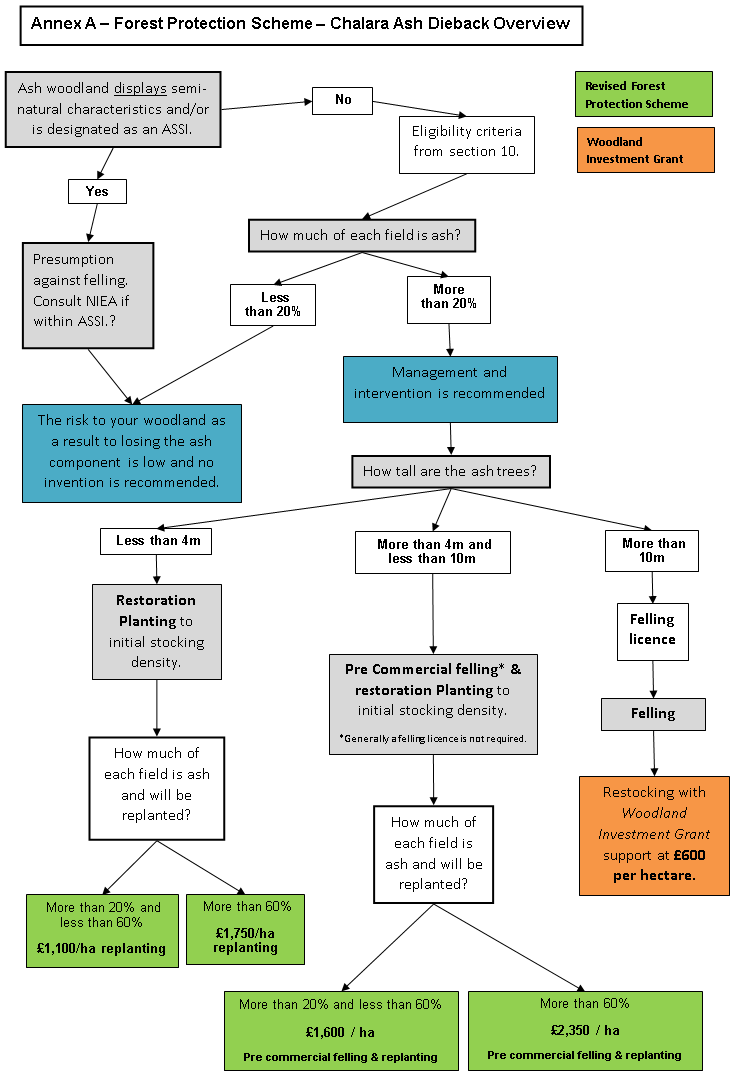 Annex A – Forest Protection Scheme – Chalara Ash Dieback Overview
Ash woodland displays semi-
natural characteristics and/or
is designated as an ASSI.
No
Revised Forest
Protection Scheme
Eligibility criteria
from section 10.
Woodland
Investment Grant
Yes
How much of each field is ash?
Presumption
against felling.
Consult NIEA if
within ASSI.?
Less
than 20%
More
than 20%
Management and
intervention is recommended
The risk to your woodland as
a result to losing the ash
component is low and no
invention is recommended.
How tall are the ash trees?
Less than 4m
More than 4m and
less than 10m
More than
10m
Restoration
Planting to
initial stocking
density.
Felling
licence
Pre Commercial felling* &
restoration Planting to
initial stocking density.
*Generally a felling licence is not required.
Felling
How much of
each field is ash
and will be
replanted?
Restocking with
Woodland
Investment Grant
support at £600
per hectare.
How much of
each field is
ash and will be
replanted?
More than 20% and
less than 60%
£1,100/ha replanting
More than 60%
£1,750/ha
replanting
More than 20% and less than 60%
£1,600 / ha
Pre commercial felling & replanting
More than 60%
£2,350 / ha
Pre commercial felling & replanting